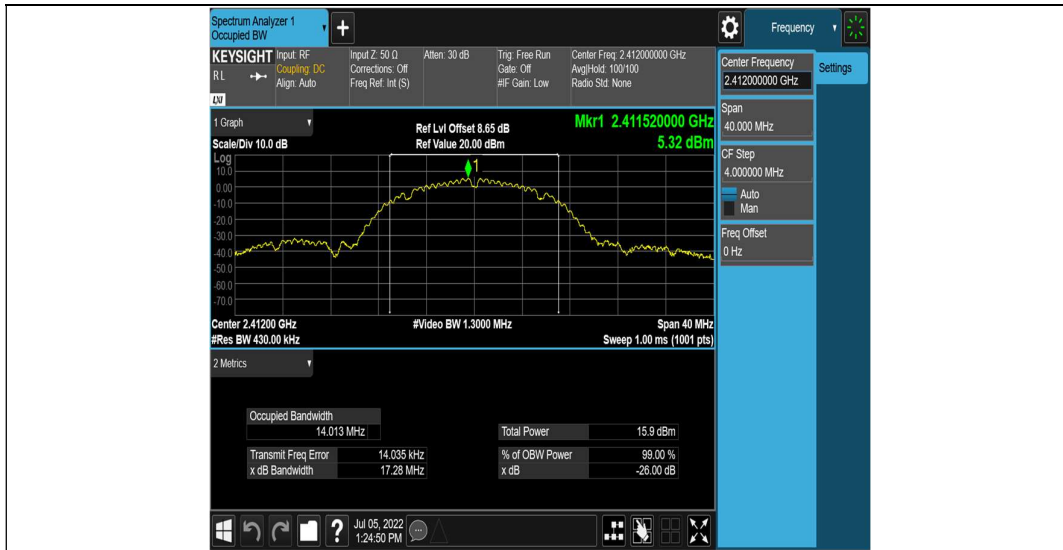 Spectrum Analyzer 1
Occupied BW
+
Frequency
KEYSIGHT
R L
LXI
Input: RF
Coupling: DC
Align: Auto
Input Z: 50 Ω
Corrections: Off
Freq Ref: Int (S)
Atten: 30 dB
Trig: Free Run
Gate: Off
#IF Gain: Low
Center Freq: 2.412000000 GHz
Avg|Hold: 100/100
Radio Std: None
Center Frequency
2.412000000 GHz
Settings
Span
40.000 MHz
CF Step
4.000000 MHz
Auto
Man
Freq Offset
0 Hz
1 Graph
Scale/Div 10.0 dB
Ref Lvl Offset 8.65 dB
Ref Value 20.00 dBm
Mkr1 2.411520000 GHz
5.32 dBm
Log
10.0
0.00
-10.0
-20.0
-30.0
-40.0
-50.0
-60.0
-70.0
1
Center 2.41200 GHz
#Res BW 430.00 kHz
#Video BW 1.3000 MHz
Span 40 MHz
Sweep 1.00 ms (1001 pts)
2 Metrics
Occupied Bandwidth
14.013 MHz
Total Power 15.9 dBm
Transmit Freq Error 14.035 kHz
% of OBW Power 99.00 %
x dB Bandwidth 17.28 MHz
x dB -26.00 dB
?
Jul 05, 2022
1:24:50 PM